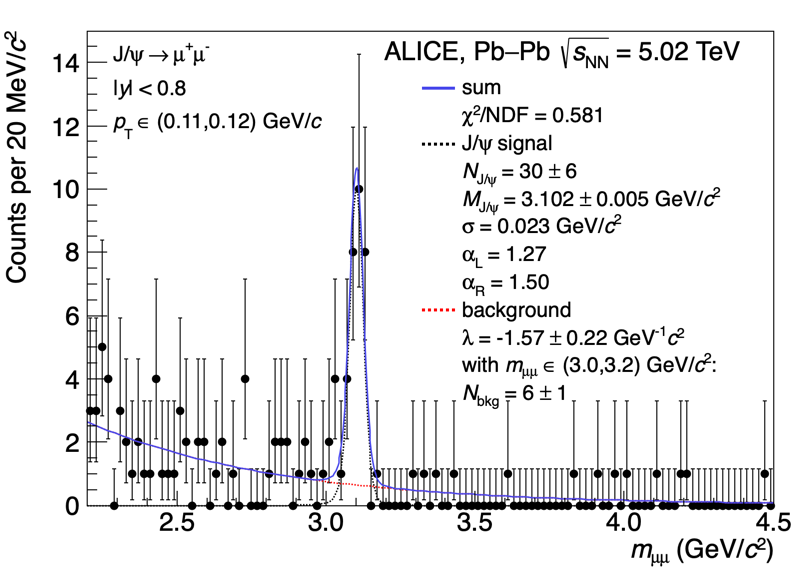 J/ψ → μ⁺μ⁻
|y| < 0.8
p_T ∈ (0.11,0.12) GeV/c
ALICE, Pb–Pb √s_NN = 5.02 TeV
sum
χ²/NDF = 0.581
J/ψ signal
N_J/ψ = 30 ± 6
M_J/ψ = 3.102 ± 0.005 GeV/c²
σ = 0.023 GeV/c²
α_L = 1.27
α_R = 1.50
background
λ = -1.57 ± 0.22 GeV⁻¹c²
with m_μμ ∈ (3.0,3.2) GeV/c²:
N_bkg = 6 ± 1
Counts per 20 MeV/c²
14
12
10
8
6
4
2
0
2.5 3.0 3.5 4.0 4.5
m_μμ (GeV/c²)